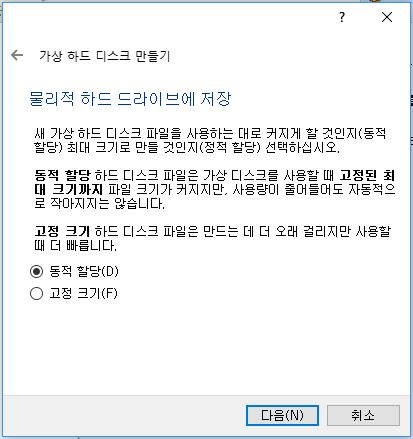 ?
가상 하드 디스크 만들기
물리적 하드 드라이브에 저장
새 가상 하드 디스크 파일을 사용하는 대로 커지게 할 것인지(동적
할당) 최대 크기로 만들 것인지(정적 할당) 선택하십시오.
동적 할당 하드 디스크 파일은 가상 디스크를 사용할 때 고정된 최
대 크기까지 파일 크기가 커지지만, 사용량이 줄어들어도 자동적으
로 작아지지는 않습니다.
고정 크기 하드 디스크 파일은 만드는 데 더 오래 걸리지만 사용할
때 더 빠릅니다.
동적 할당(D)
고정 크기(F)
다음(N) 취소